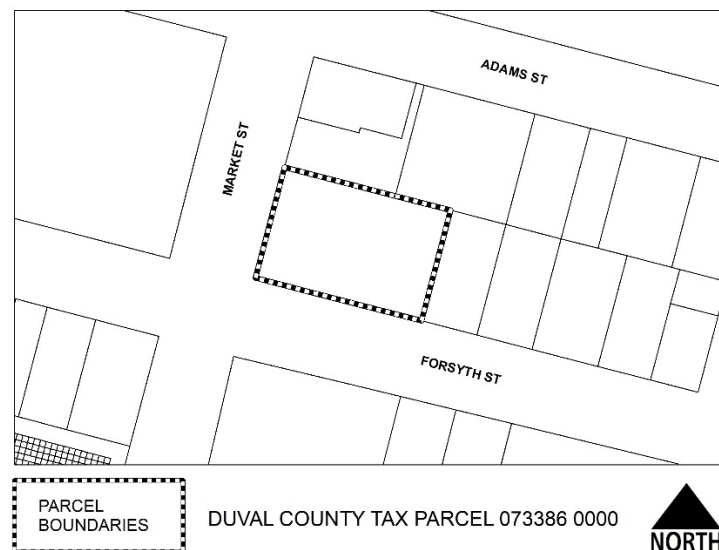 ADAMS ST
MARKET ST
FORSYTH ST
PARCEL
BOUNDARIES
DUVAL COUNTY TAX PARCEL 073386 0000
NORTH